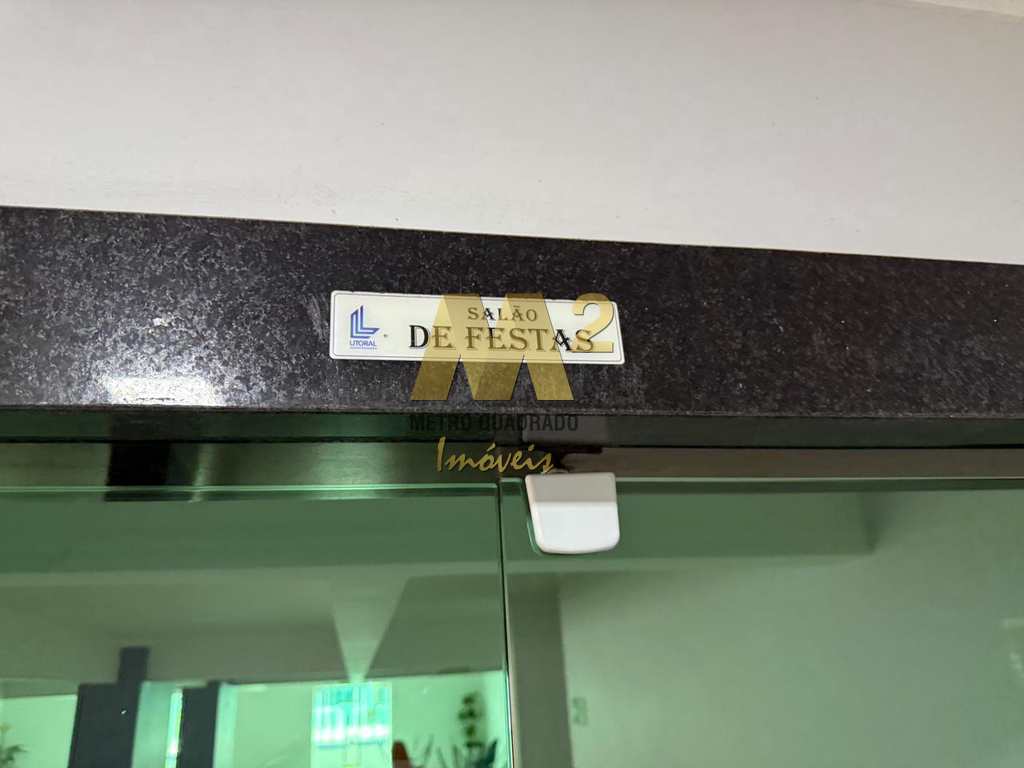 SALÃO
DE FESTAS
LITORAL
M2
METRO QUADRADO
Imóveis